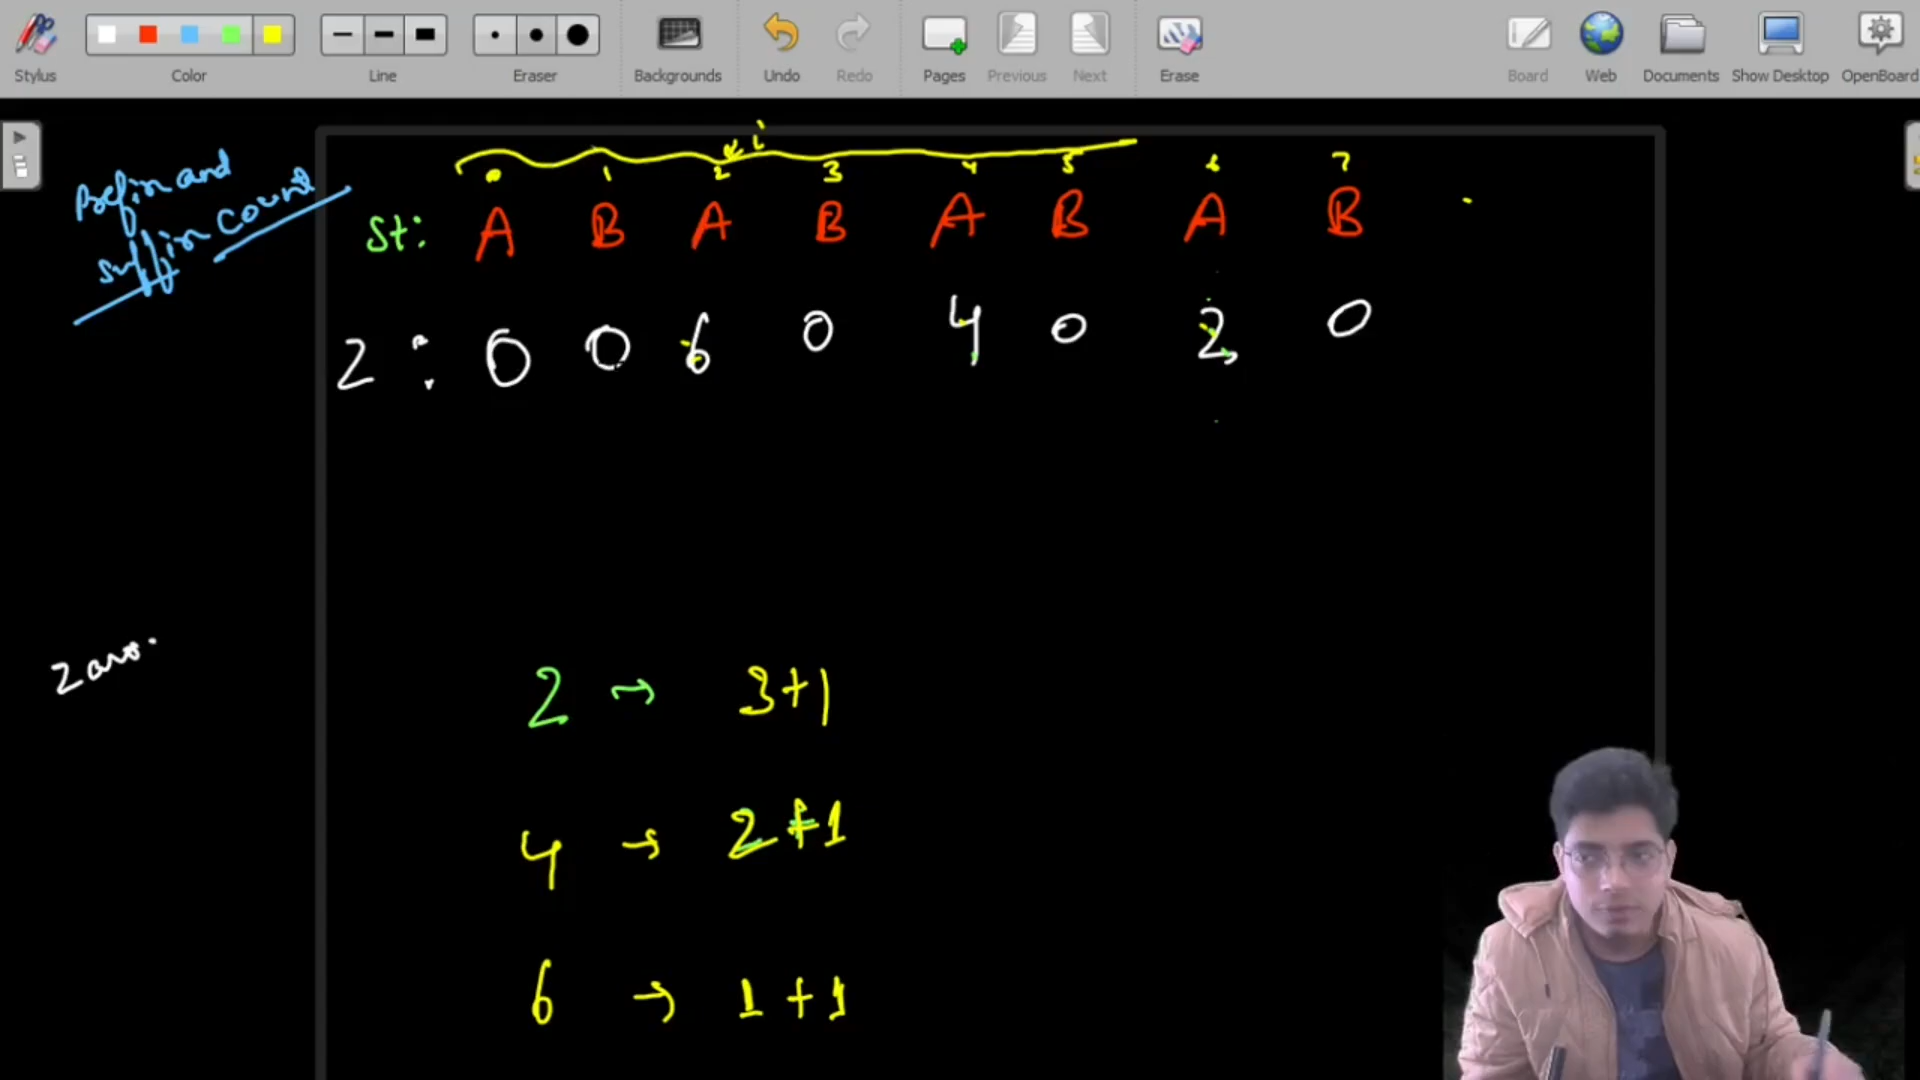 Stylus Color Line Eraser Backgrounds Undo Redo Pages Previous Next Erase Board Web Documents Show Desktop OpenBoard
Prefix and
suffix count
i
0 1 2 3 4 5 6 7
St: A B A B A B A B
Z : 0 0 6 0 4 0 2 0
Z arr
2 → 3+1
4 → 2+1
6 → 1+1